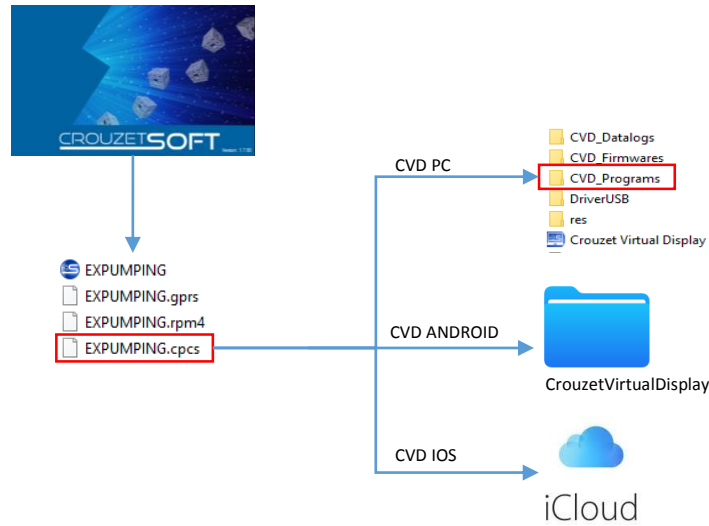 CROUZETSOFT
EXPUMPING
EXPUMPING.gprs
EXPUMPING.rpm4
EXPUMPING.cpcs
CVD PC
CVD_Datalogs
CVD_Firmwares
CVD_Programs
DriverUSB
res
Crouzet Virtual Display
CVD ANDROID
CrouzetVirtualDisplay
CVD IOS
iCloud